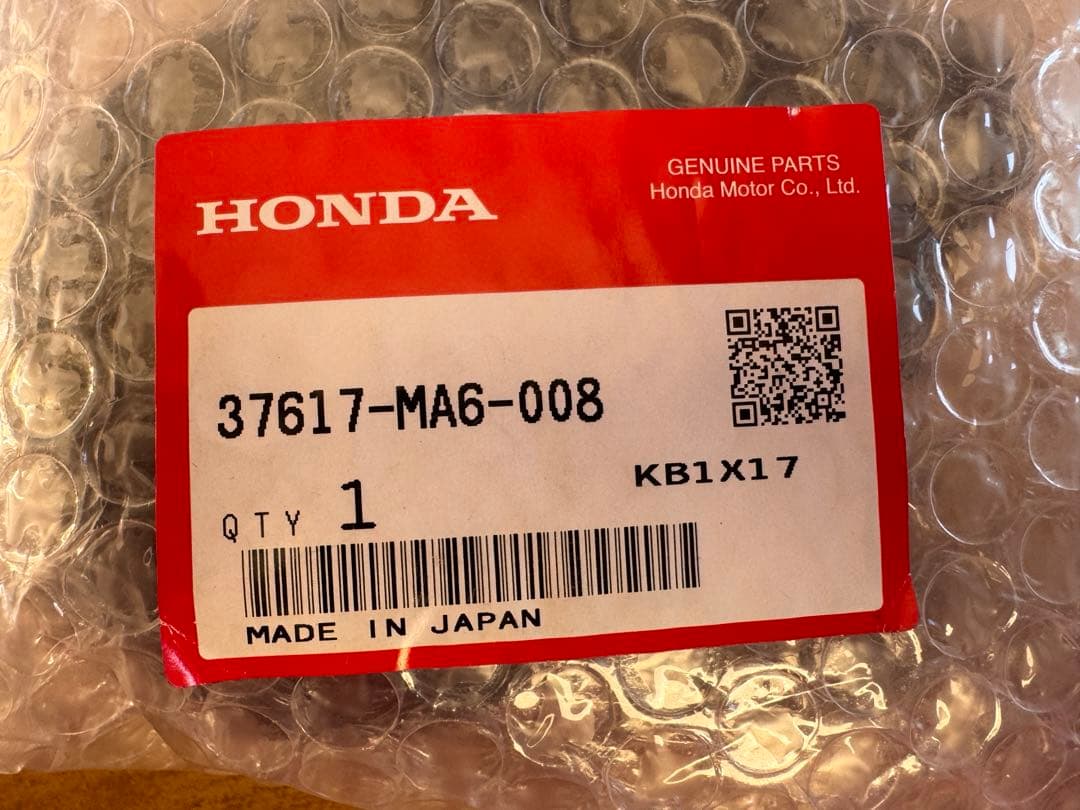 HONDA
GENUINE PARTS
Honda Motor Co., Ltd.
37617-MA6-008
KB1X17
QTY 1
MADE IN JAPAN